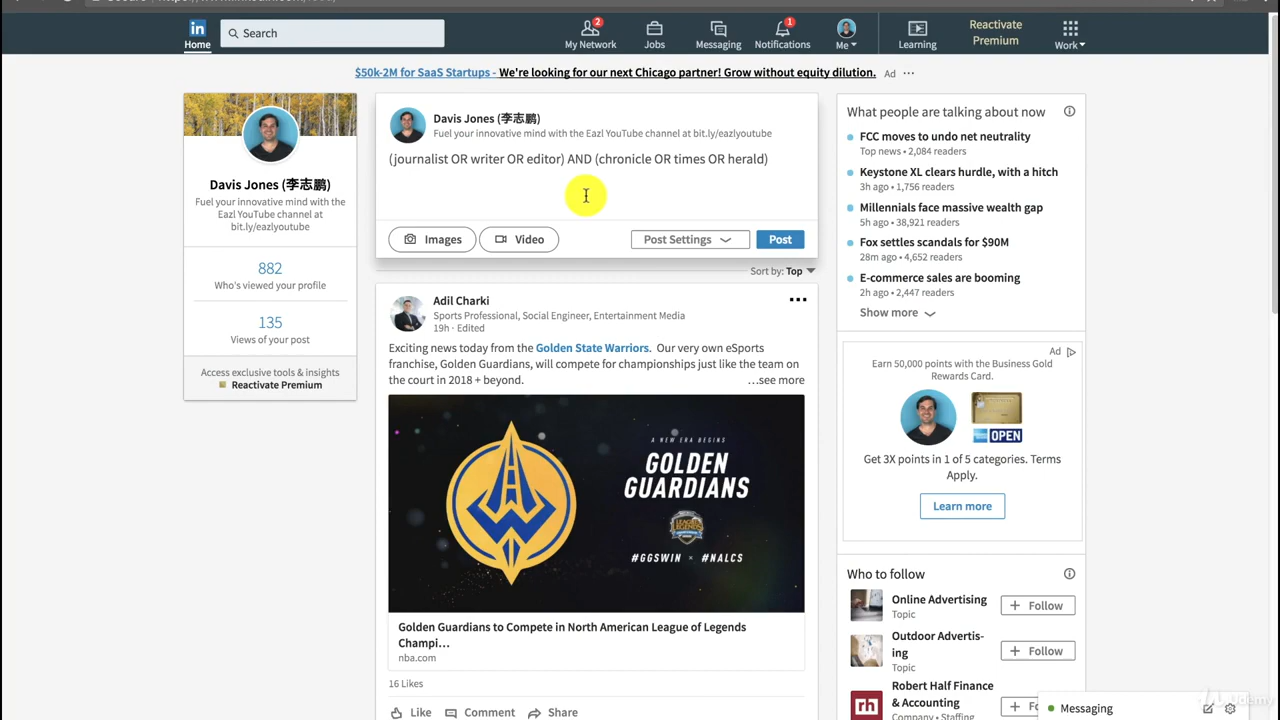 in
Home
Search
2
My Network
Jobs
Messaging
1
Notifications
Me
Learning
Reactivate
Premium
Work
$50k-2M for SaaS Startups - We're looking for our next Chicago partner! Grow without equity dilution. Ad
Davis Jones (李志鹏)
Fuel your innovative mind with the
Eazl YouTube channel at
bit.ly/eazlyoutube
882
Who's viewed your profile
135
Views of your post
Access exclusive tools & insights
Reactivate Premium
Davis Jones (李志鹏)
Fuel your innovative mind with the Eazl YouTube channel at bit.ly/eazlyoutube
(journalist OR writer OR editor) AND (chronicle OR times OR herald)
Images
Video
Post Settings
Post
Sort by: Top
Adil Charki
Sports Professional, Social Engineer, Entertainment Media
19h · Edited
Exciting news today from the Golden State Warriors. Our very own eSports
franchise, Golden Guardians, will compete for championships just like the team on
the court in 2018 + beyond.
…see more
A NEW ERA BEGINS
GOLDEN
GUARDIANS
#GGSWIN × #NALCS
Golden Guardians to Compete in North American League of Legends
Champi…
nba.com
16 Likes
Like
Comment
Share
What people are talking about now
FCC moves to undo net neutrality
Top news • 2,084 readers
Keystone XL clears hurdle, with a hitch
3h ago • 1,756 readers
Millennials face massive wealth gap
5h ago • 38,921 readers
Fox settles scandals for $90M
28m ago • 4,652 readers
E-commerce sales are booming
2h ago • 2,447 readers
Show more
Ad
Earn 50,000 points with the Business Gold
Rewards Card.
OPEN
Get 3X points in 1 of 5 categories. Terms
Apply.
Learn more
Who to follow
Online Advertising
Topic
+ Follow
Outdoor Advertis-
ing
Topic
+ Follow
rh
Robert Half Finance
& Accounting
Company • Staffing
Messaging
Udemy